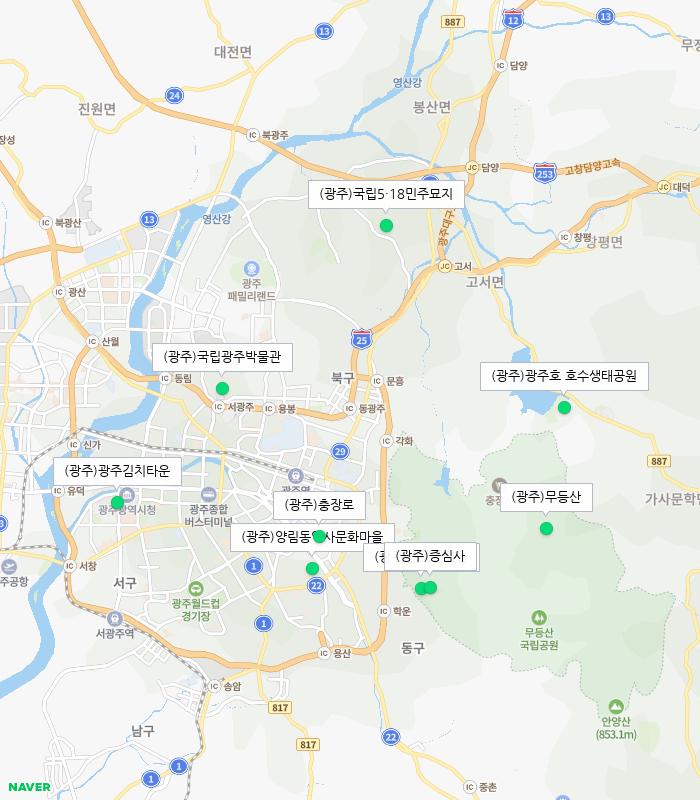 12
13
887
13
대전면
무정
담양
IC
영산강
24
봉산면
진원면
IC 북광주
장성
JC 담양
253
고창담양고속
JC 대덕
(광주)국립5·18민주묘지
13
영산강
IC 북광산
광주대구
IC 창평
JC 고서
고서면
광주
패밀리랜드
IC 광산
25
IC 산월
(광주)국립광주박물관
IC 동림
북구
IC 문흥
(광주)광주호 호수생태공원
IC 서광주
IC 용봉
IC 동광주
IC 각화
IC 신가
29
887
(광주)광주김치타운
IC 유덕
광주광역시청
광주종합
버스터미널
광주역
(광주)무등산
가사문학면
(광주)충장로
(광주)양림동
사문화마을
(광주)증심사
IC 서창
1
서구
22
광주월드컵
경기장
IC 학운
무등산
국립공원
서광주역
1
동구
IC 용산
IC 송암
817
안양산
(853.1m)
남구
817
22
1
1
IC 중촌
NAVER